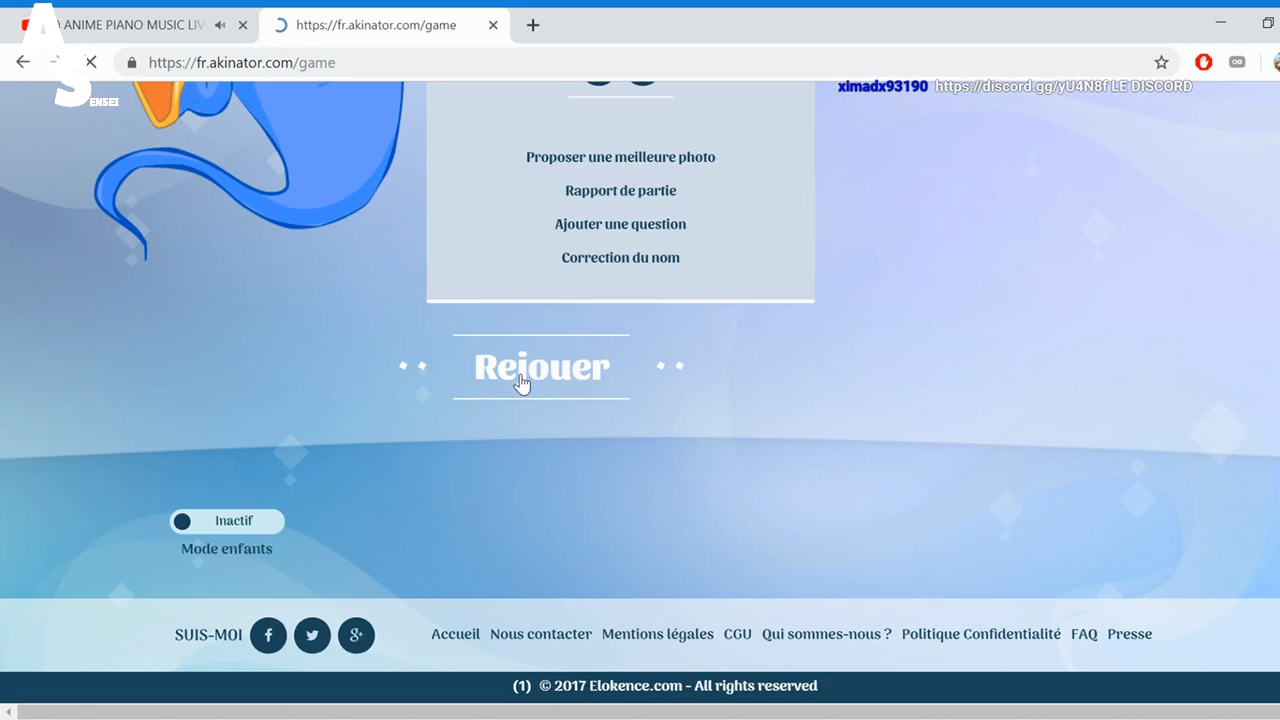 ANIME PIANO MUSIC LIV
https://fr.akinator.com/game
https://fr.akinator.com/game
A
SENSEI
ximadx93190 https://discord.gg/yU4N8f LE DISCORD
Proposer une meilleure photo
Rapport de partie
Ajouter une question
Correction du nom
Rejouer
Inactif
Mode enfants
SUIS-MOI f g+ Accueil Nous contacter Mentions légales CGU Qui sommes-nous ? Politique Confidentialité FAQ Presse
(1) © 2017 Elokence.com - All rights reserved